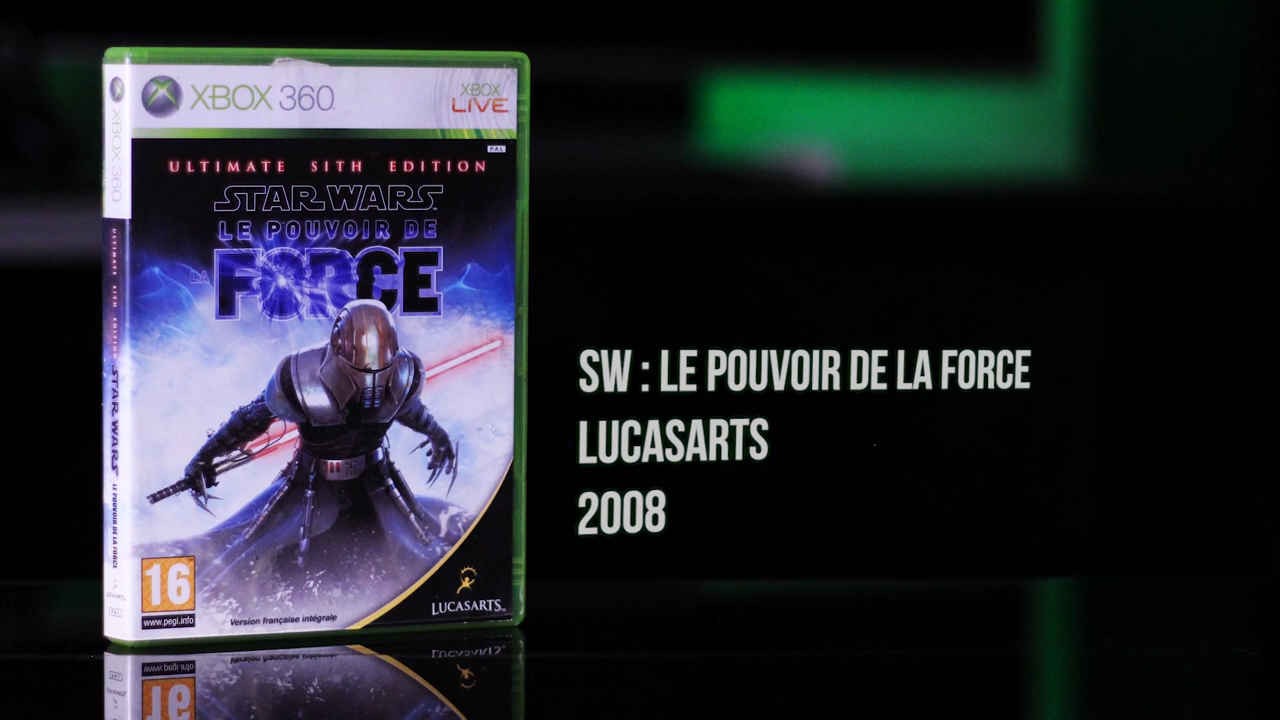 XBOX 360
XBOX
LIVE
PAL
ULTIMATE SITH EDITION
STAR WARS
LE POUVOIR DE
LA FORCE
16
www.pegi.info
Version française intégrale
LUCASARTS
XBOX 360
ULTIMATE SITH EDITION
STAR WARS
LE POUVOIR DE LA FORCE
SW : LE POUVOIR DE LA FORCE
LUCASARTS
2008